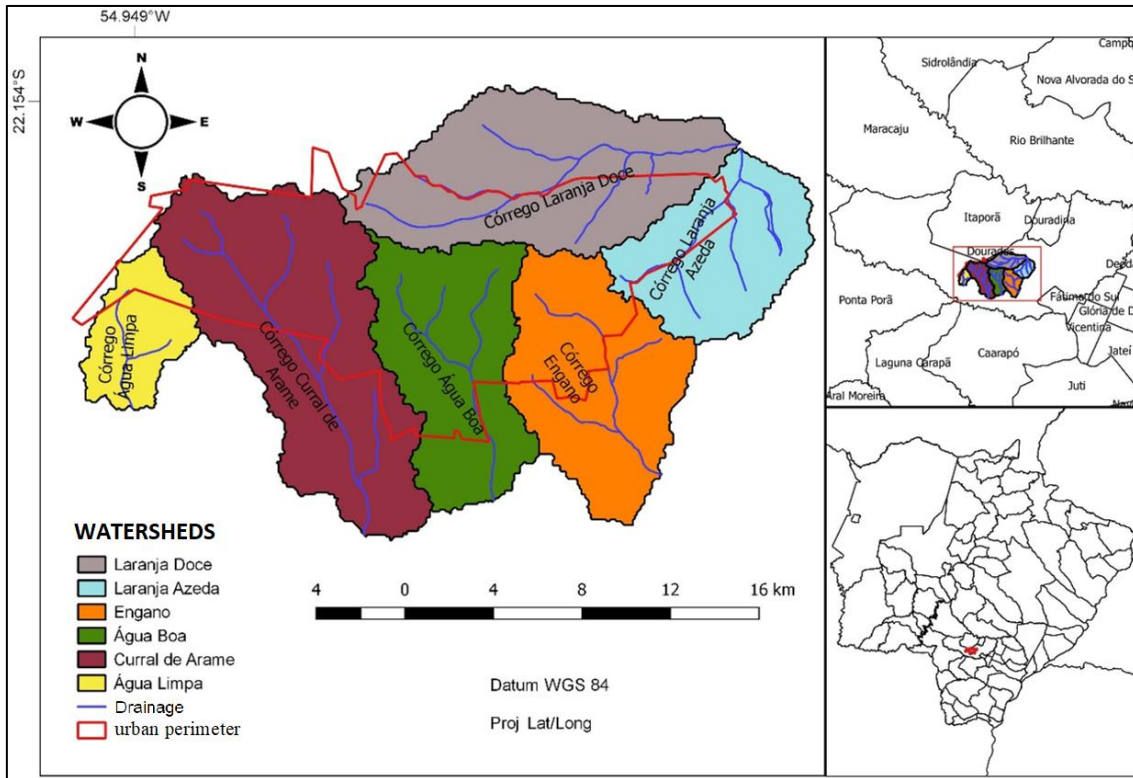 54.949°W
22.154°S
N
W
E
S
Córrego Laranja Doce
Córrego Laranja
Azeda
Córrego
Água Limpa
Córrego Curral de
Arame
Córrego Água Boa
Córrego
Engano
WATERSHEDS
Laranja Doce
Laranja Azeda
Engano
Água Boa
Curral de Arame
Água Limpa
Drainage
urban perimeter
4 0 4 8 12 16 km
Datum WGS 84
Proj Lat/Long
Campo
Sidrolândia
Nova Alvorada do S
Maracaju
Rio Brilhante
Itaporã
Douradina
Dourados
Deodá
Ponta Porã
Fátima do Sul
Glória de D
Vicentina
Laguna Carapã
Caarapó
Jateí
Juti
Aral Moreira